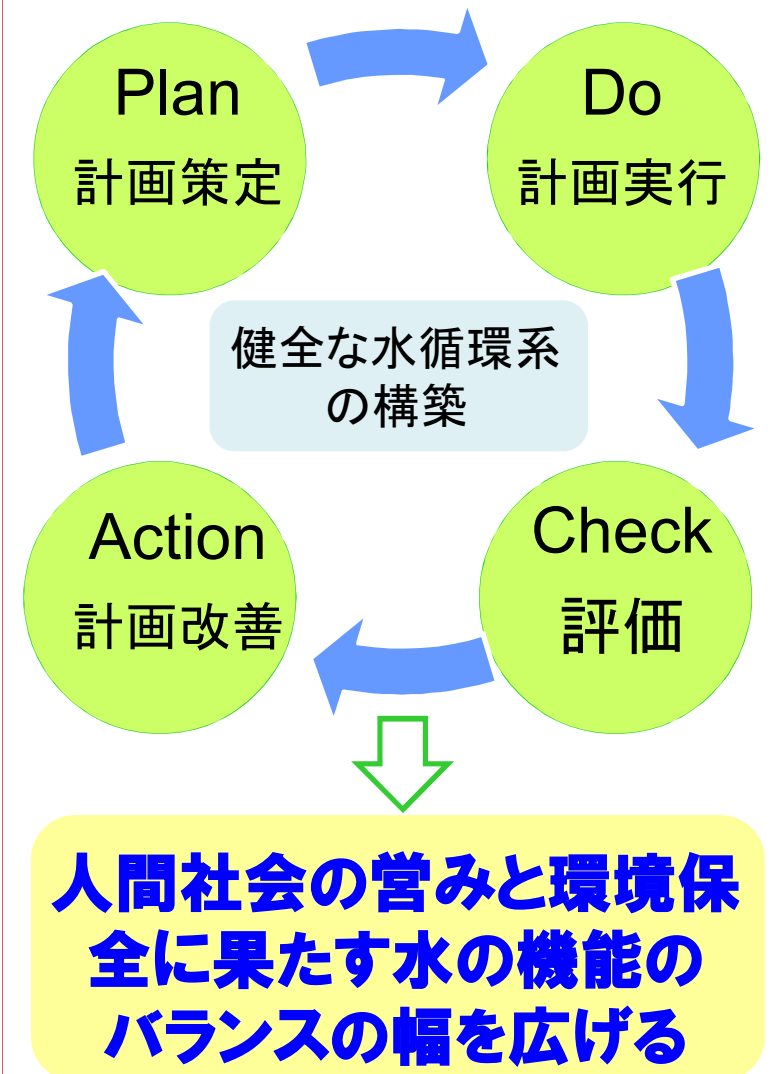 Plan
計画策定
Do
計画実行
健全な水循環系
の構築
Action
計画改善
Check
評価
人間社会の営みと環境保
全に果たす水の機能の
バランスの幅を広げる